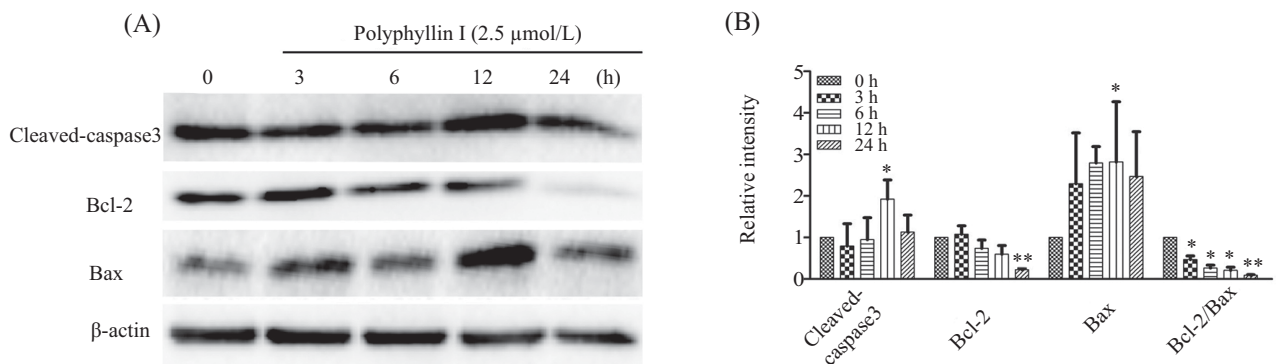 (A)
Polyphyllin I (2.5 µmol/L)
0 3 6 12 24 (h)
Cleaved-caspase3
Bcl-2
Bax
β-actin
(B)
Relative intensity
5
4
3
2
1
0
0 h
3 h
6 h
12 h
24 h
*
**
*
* * * **
Cleaved-
caspase3
Bcl-2
Bax
Bcl-2/Bax